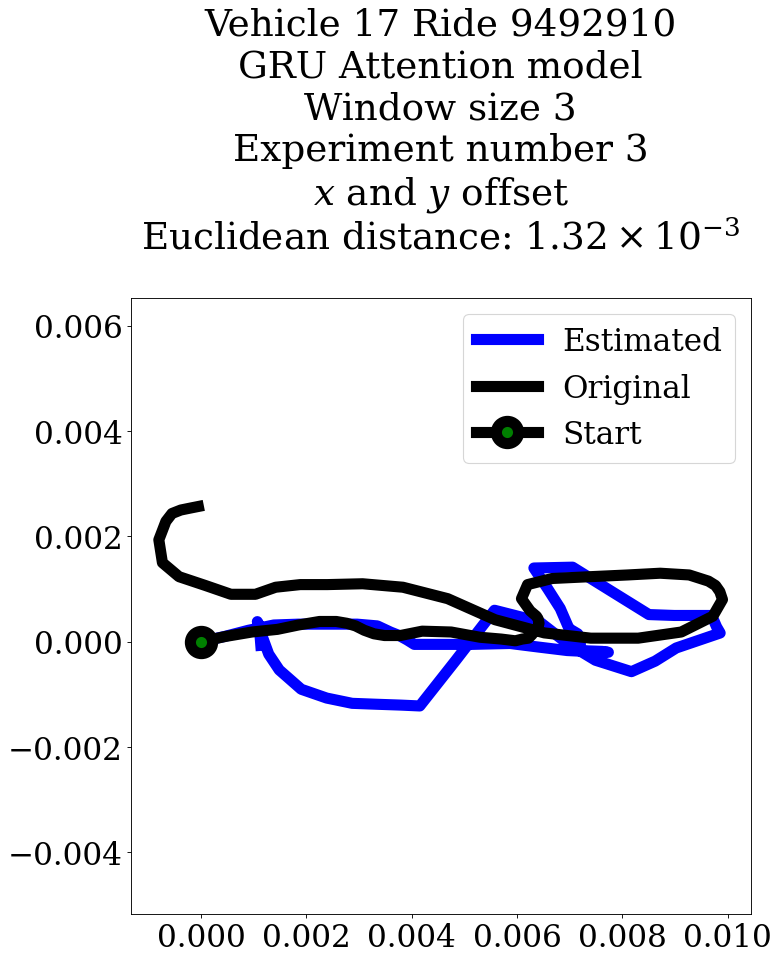 Vehicle 17 Ride 9492910
GRU Attention model
Window size 3
Experiment number 3
x and y offset
Euclidean distance: 1.32 × 10⁻³
Estimated
Original
Start
0.006
0.004
0.002
0.000
−0.002
−0.004
0.000 0.002 0.004 0.006 0.008 0.010